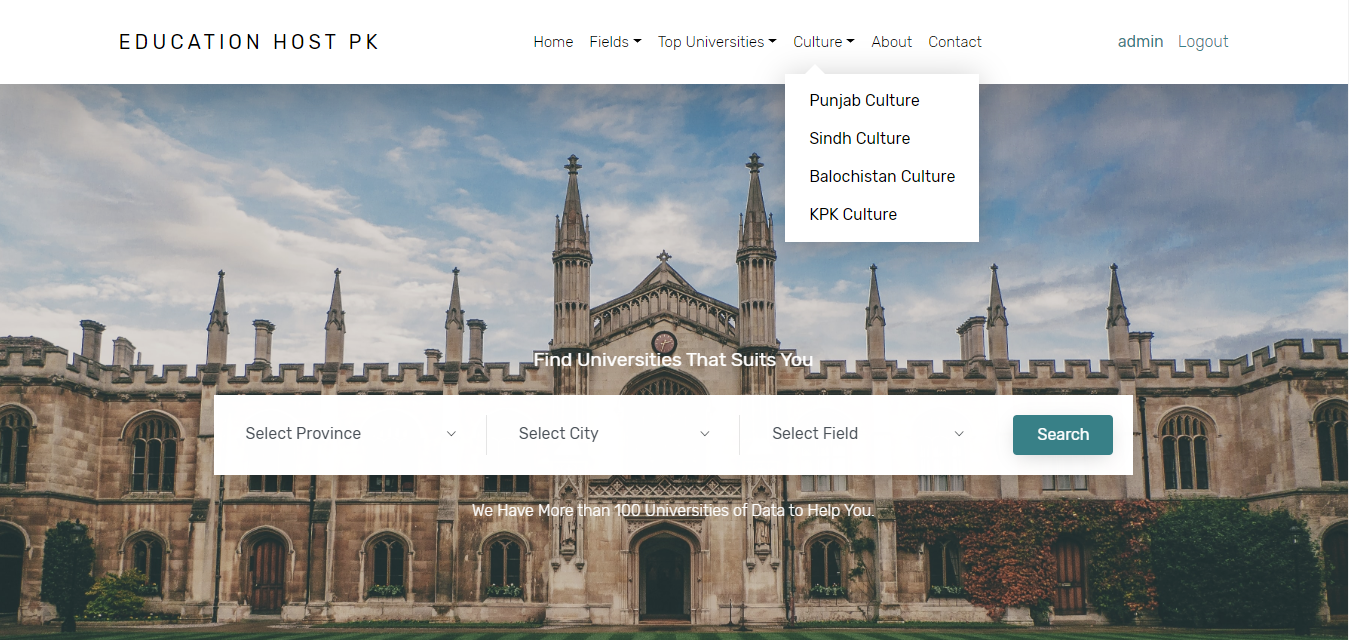 EDUCATION HOST PK
Home Fields Top Universities Culture About Contact
admin Logout
Punjab Culture
Sindh Culture
Balochistan Culture
KPK Culture
Find Universities That Suits You
Select Province Select City Select Field Search
We Have More than 100 Universities of Data to Help You.